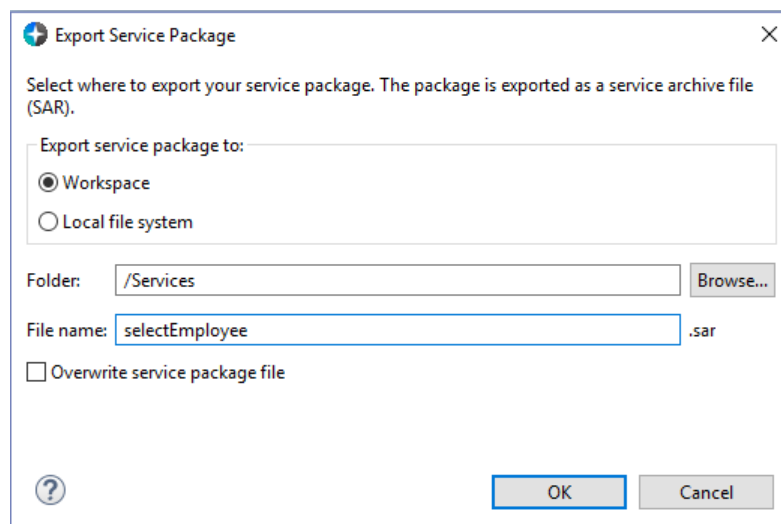 Export Service Package
Select where to export your service package. The package is exported as a service archive file
(SAR).
Export service package to:
Workspace
Local file system
Folder: /Services Browse...
File name: selectEmployee .sar
Overwrite service package file
? OK Cancel